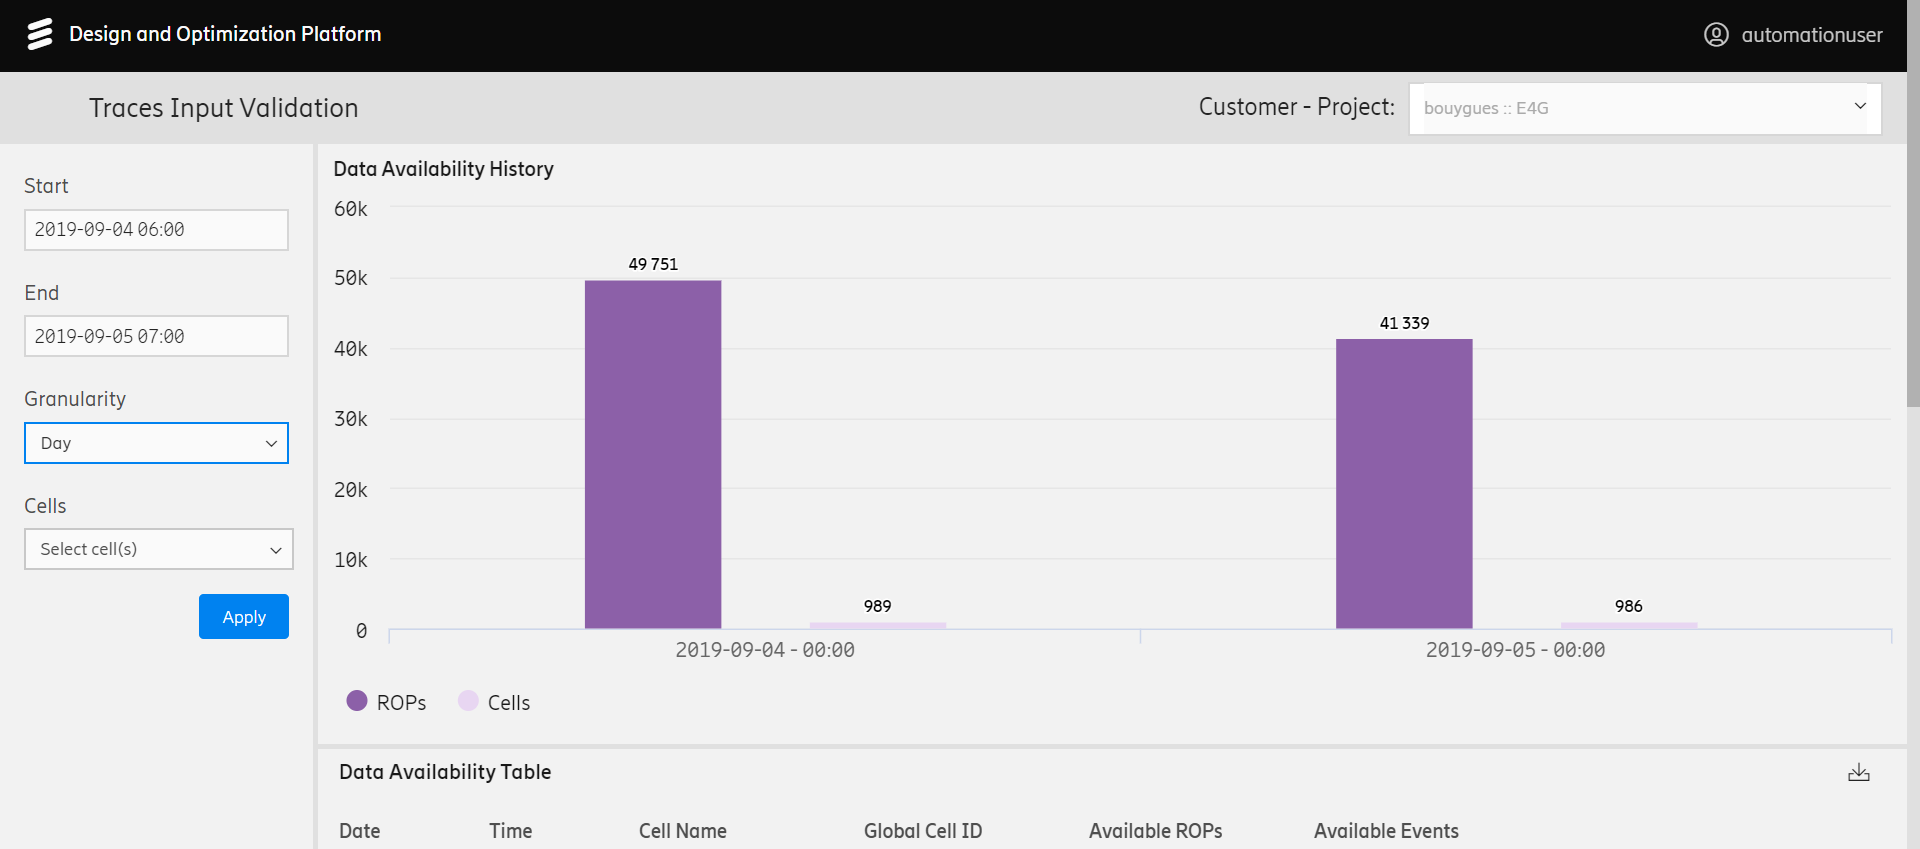 Design and Optimization Platform
automationuser
Traces Input Validation
Customer - Project:
bouygues :: E4G
Start
2019-09-04 06:00
End
2019-09-05 07:00
Granularity
Day
Cells
Select cell(s)
Apply
Data Availability History
60k
50k
40k
30k
20k
10k
0
49 751
989
41 339
986
2019-09-04 - 00:00
2019-09-05 - 00:00
ROPs
Cells
Data Availability Table
Date Time Cell Name Global Cell ID Available ROPs Available Events